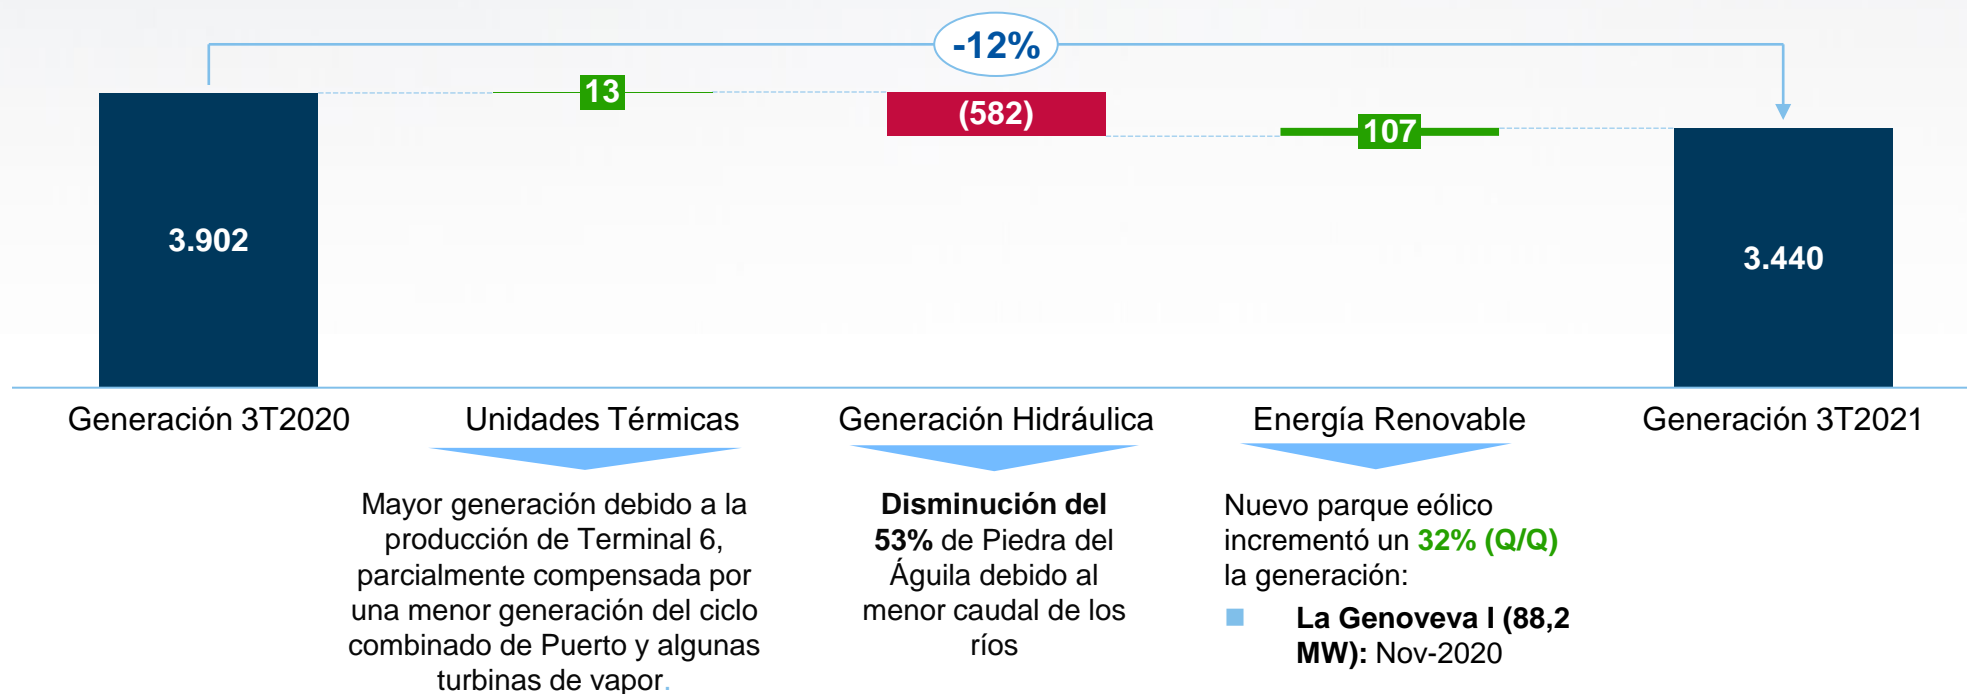 -12%
13
(582)
107
3.902
3.440
Generación 3T2020
Unidades Térmicas
Generación Hidráulica
Energía Renovable
Generación 3T2021
Mayor generación debido a la
producción de Terminal 6,
parcialmente compensada por
una menor generación del ciclo
combinado de Puerto y algunas
turbinas de vapor.
Disminución del
53% de Piedra del
Águila debido al
menor caudal de los
ríos
Nuevo parque eólico
incrementó un 32% (Q/Q)
la generación:
La Genoveva I (88,2
MW): Nov-2020